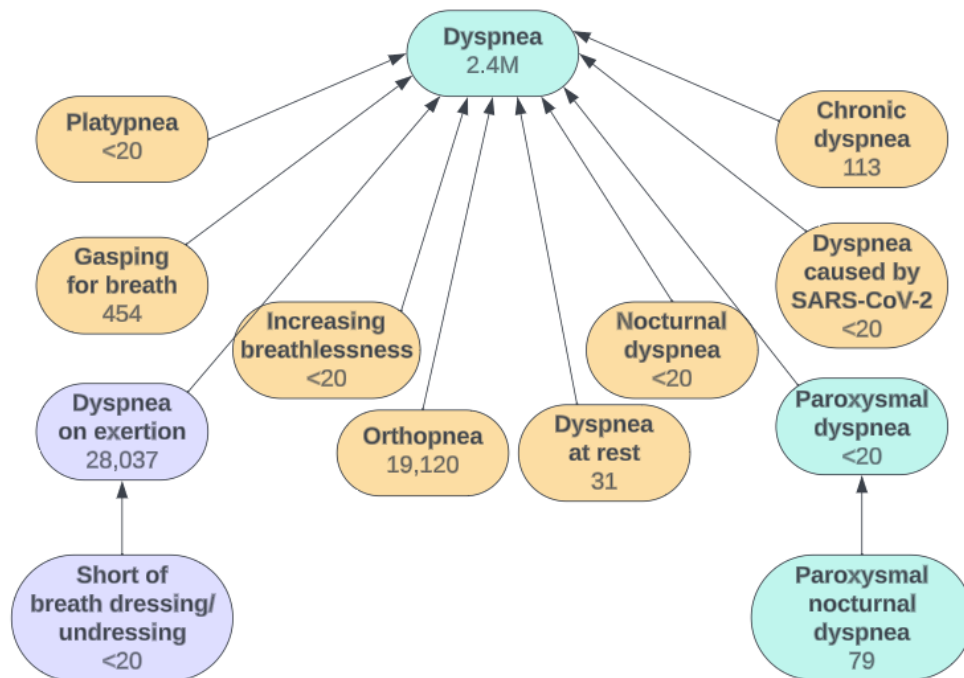 Dyspnea
2.4M
Platypnea
<20
Chronic
dyspnea
113
Gasping
for breath
454
Dyspnea
caused by
SARS-CoV-2
<20
Increasing
breathlessness
<20
Nocturnal
dyspnea
<20
Dyspnea
on exertion
28,037
Orthopnea
19,120
Dyspnea
at rest
31
Paroxysmal
dyspnea
<20
Short of
breath dressing/
undressing
<20
Paroxysmal
nocturnal
dyspnea
79